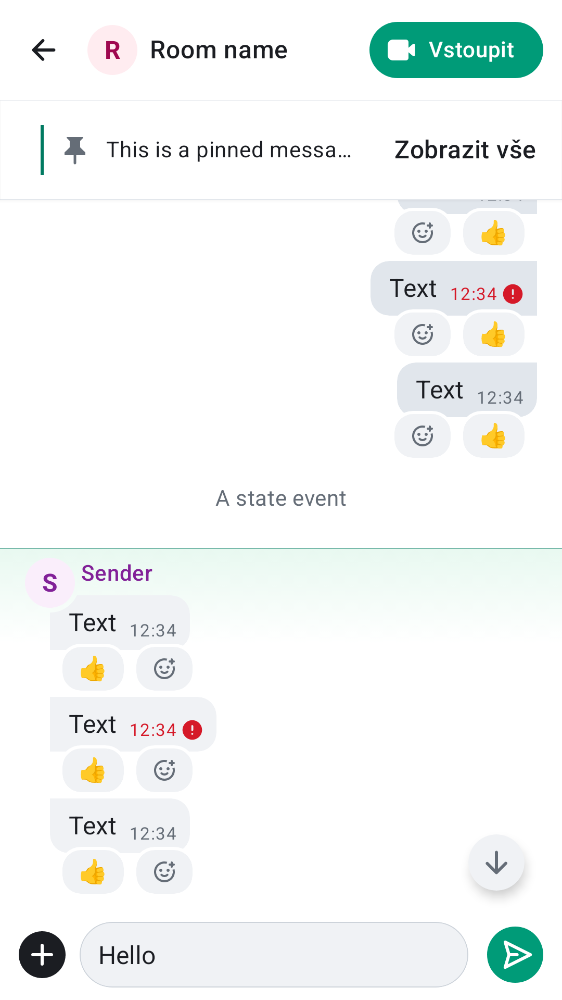 R Room name Vstoupit
This is a pinned messa... Zobrazit vše
Text 12:34
Text 12:34
A state event
S Sender
Text 12:34
Text 12:34
Text 12:34
Hello